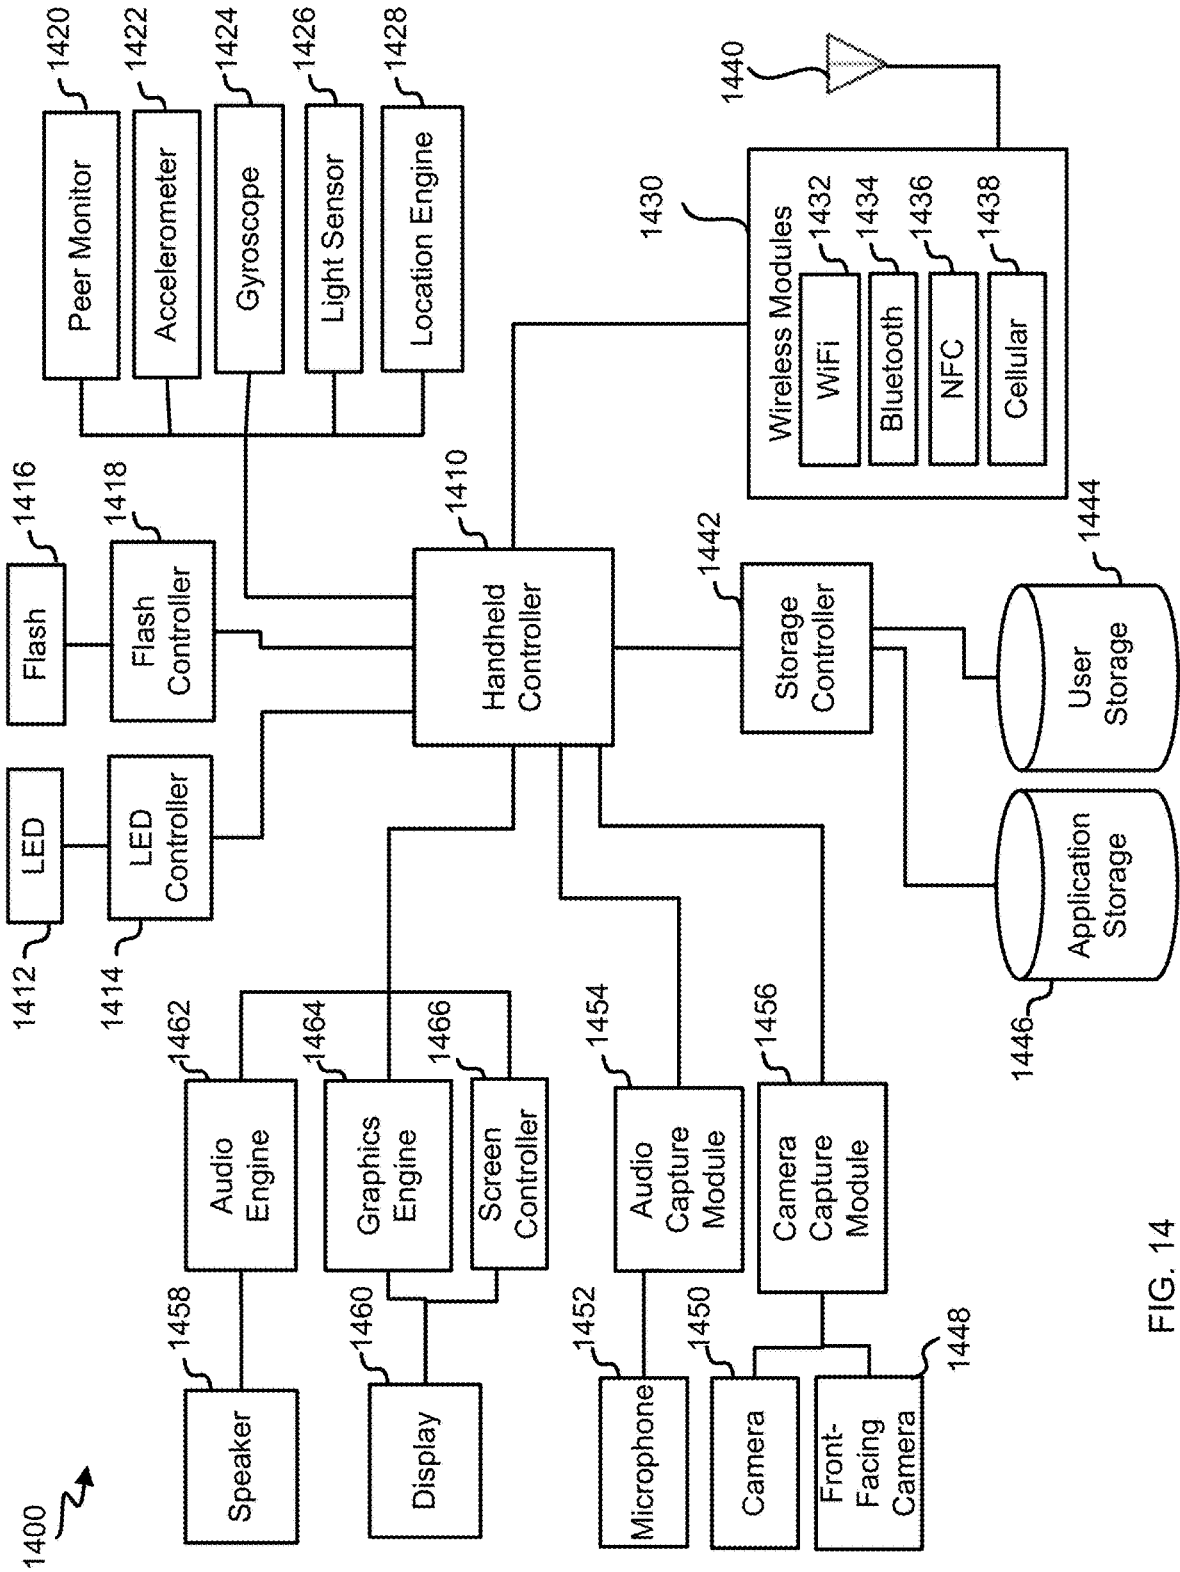 1400
1412
LED
Flash
1416
1414
LED
Controller
Flash
Controller
1418
Peer Monitor
1420
Accelerometer
1422
Gyroscope
1424
Light Sensor
1426
Location Engine
1428
Speaker
1458
Audio
Engine
1462
Display
1460
Graphics
Engine
1464
Screen
Controller
1466
Handheld
Controller
1410
Microphone
1452
Audio
Capture
Module
1454
Camera
1450
Front-
Facing
Camera
1448
Camera
Capture
Module
1456
Storage
Controller
1442
1430
Wireless Modules
WiFi
1432
Bluetooth
1434
NFC
1436
Cellular
1438
1440
1446
Application
Storage
User
Storage
1444
FIG. 14